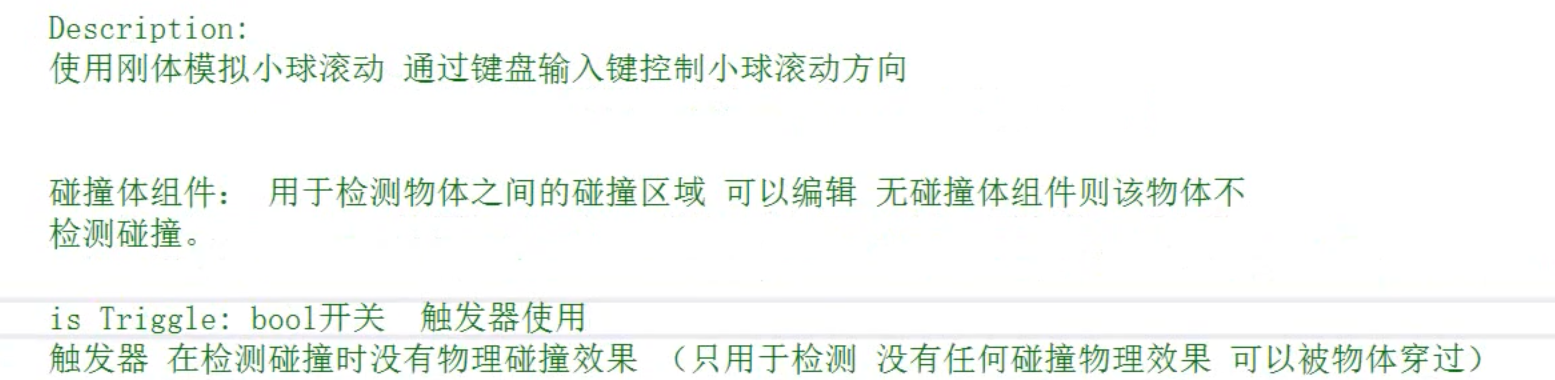 Description:
使用刚体模拟小球滚动 通过键盘输入键控制小球滚动方向
碰撞体组件： 用于检测物体之间的碰撞区域 可以编辑 无碰撞体组件则该物体不
检测碰撞。
is Triggle: bool开关 触发器使用
触发器 在检测碰撞时没有物理碰撞效果 （只用于检测 没有任何碰撞物理效果 可以被物体穿过）